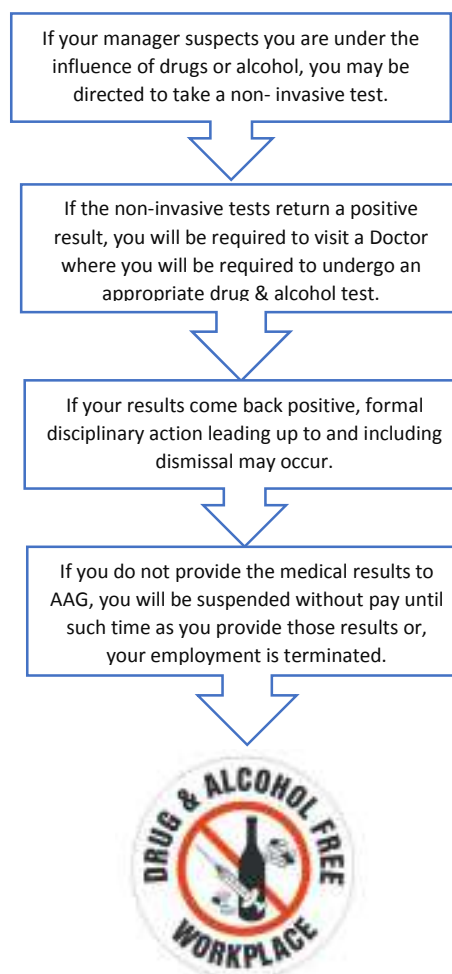 If your manager suspects you are under the
influence of drugs or alcohol, you may be
directed to take a non- invasive test.
If the non-invasive tests return a positive
result, you will be required to visit a Doctor
where you will be required to undergo an
appropriate drug & alcohol test.
If your results come back positive, formal
disciplinary action leading up to and including
dismissal may occur.
If you do not provide the medical results to
AAG, you will be suspended without pay until
such time as you provide those results or,
your employment is terminated.
DRUG & ALCOHOL FREE
WORKPLACE